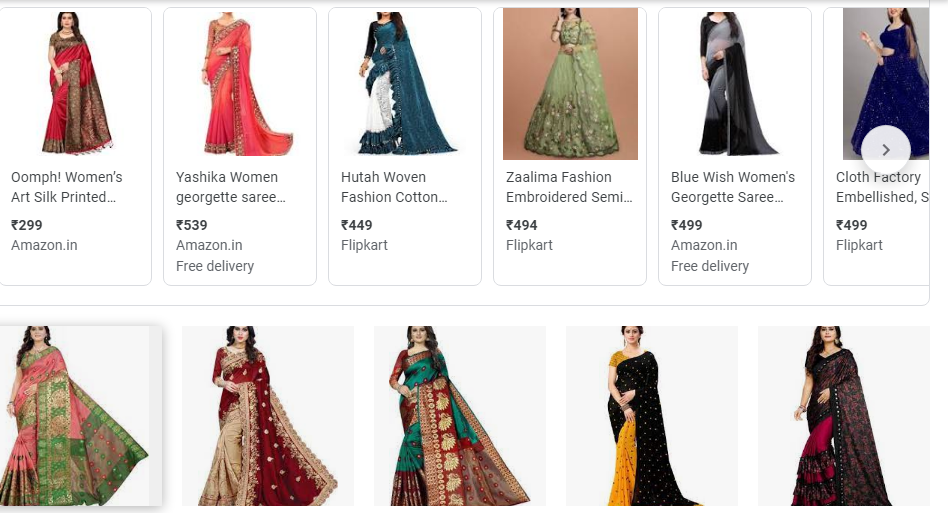 Oomph! Women's
Art Silk Printed...
₹299
Amazon.in
Yashika Women
georgette saree...
₹539
Amazon.in
Free delivery
Hutah Woven
Fashion Cotton...
₹449
Flipkart
Zaalima Fashion
Embroidered Semi...
₹494
Flipkart
Blue Wish Women's
Georgette Saree...
₹499
Amazon.in
Free delivery
Cloth Factory
Embellished, S
₹499
Flipkart